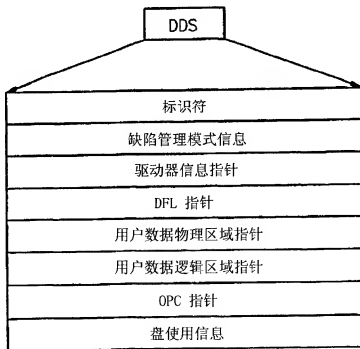 DDS
标识符
缺陷管理模式信息
驱动器信息指针
DFL 指针
用户数据物理区域指针
用户数据逻辑区域指针
OPC 指针
盘使用信息